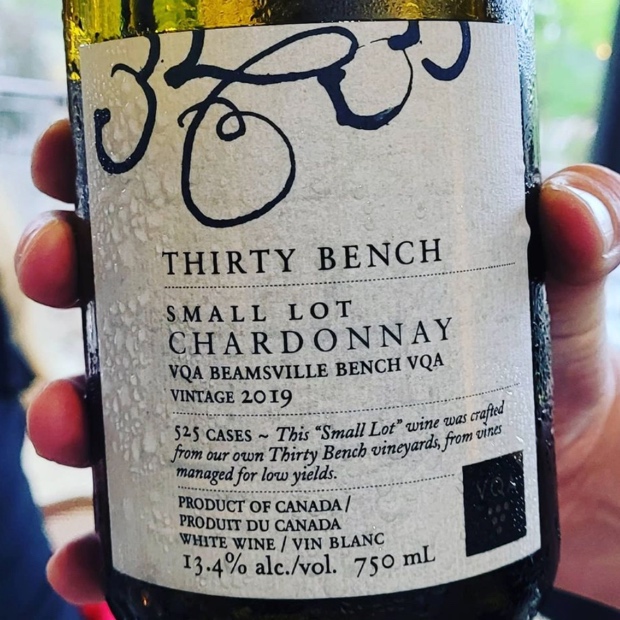 THIRTY BENCH
SMALL LOT
CHARDONNAY
VQA BEAMSVILLE BENCH VQA
VINTAGE 2019
525 CASES ~ This "Small Lot" wine was crafted
from our own Thirty Bench vineyards, from vines
managed for low yields.
PRODUCT OF CANADA /
PRODUIT DU CANADA
WHITE WINE / VIN BLANC
13.4% alc./vol. 750 mL
VQA